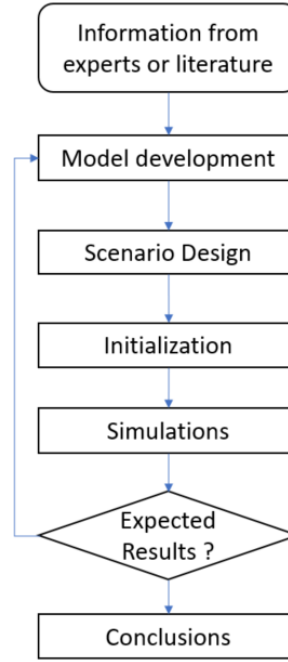 Information from
experts or literature
Model development
Scenario Design
Initialization
Simulations
Expected
Results ?
Conclusions